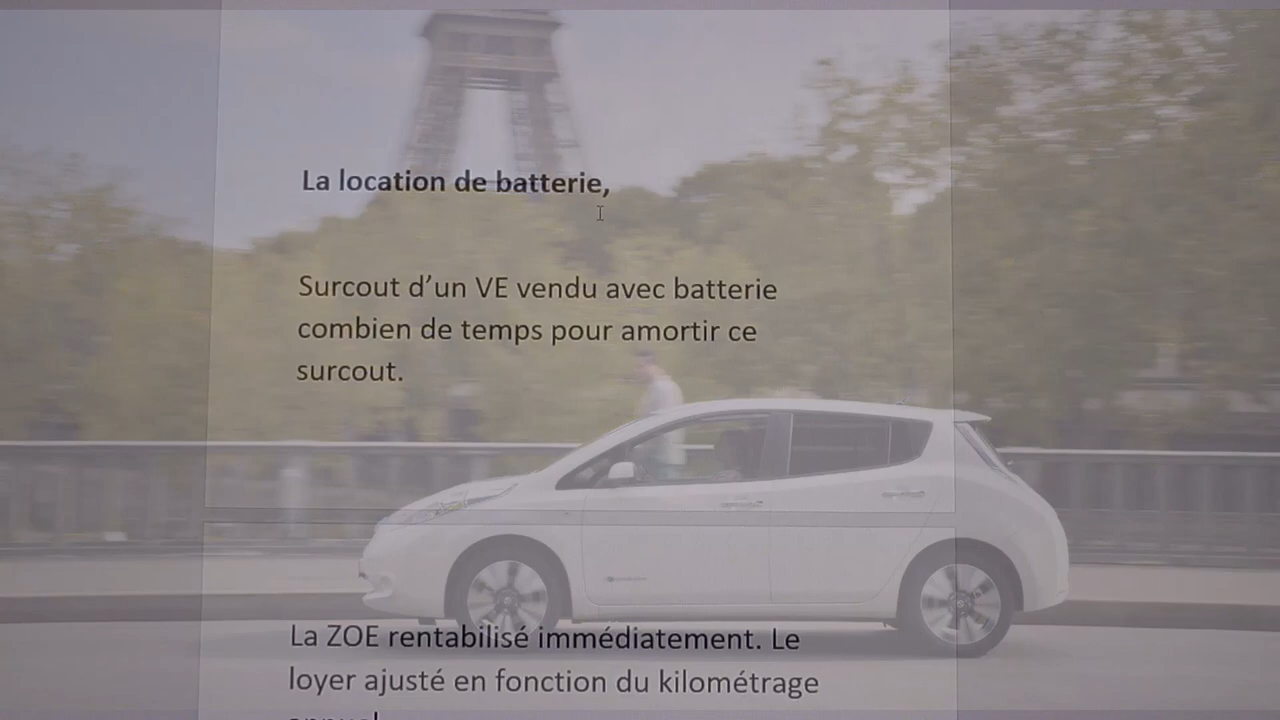 La location de batterie,
Surcout d’un VE vendu avec batterie
combien de temps pour amortir ce
surcout.
La ZOE rentabilisé immédiatement. Le
loyer ajusté en fonction du kilométrage